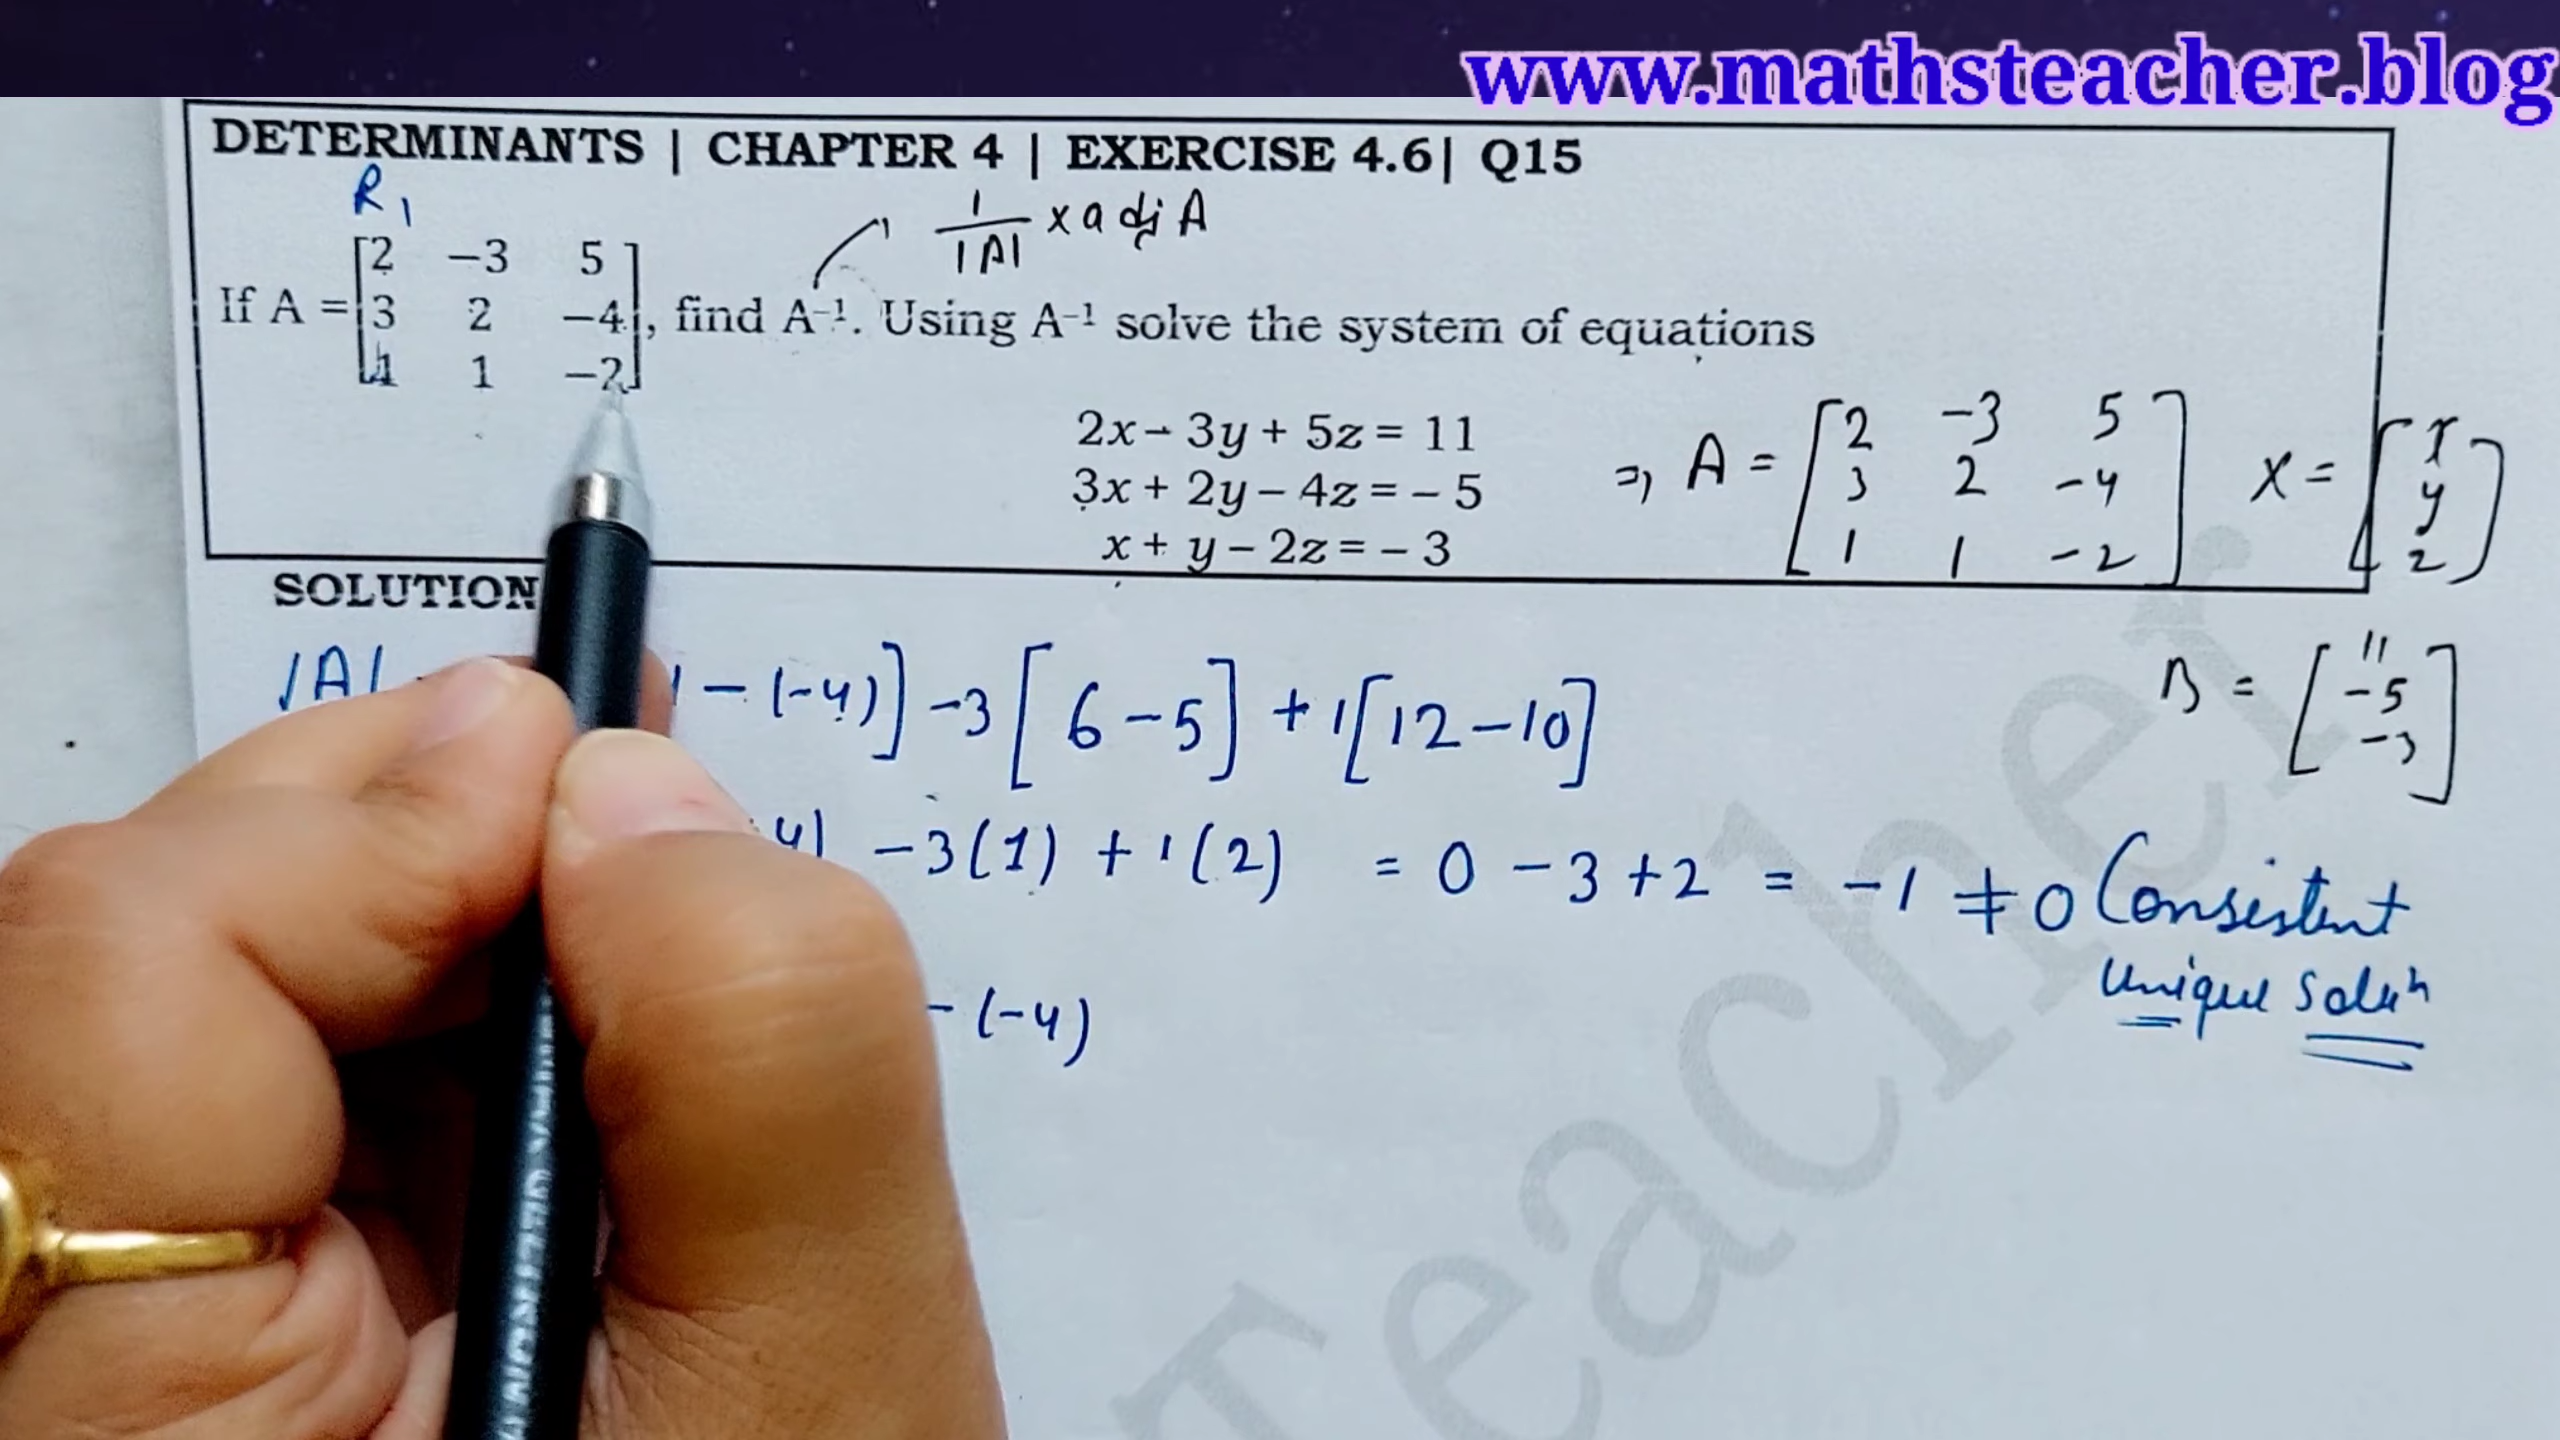 www.mathsteacher.blog
DETERMINANTS | CHAPTER 4 | EXERCISE 4.6| Q15
R1
1/|A| x adj A
If A = [2 −3 5
3 2 −4
1 1 −2], find A⁻¹. Using A⁻¹ solve the system of equations
2x – 3y + 5z = 11
3x + 2y – 4z = – 5
x + y – 2z = – 3
⇒, A = [2 -3 5
3 2 -4
1 1 -2]
X = [x
y
z]
SOLUTION
|A| - (-4)] -3[6-5] + 1[12-10]
B = [11
-5
-3]
4) -3(1) + 1(2) = 0 - 3 + 2 = -1 ≠ 0 Consistent
Unique Soluⁿ
- (-4)
Teacher